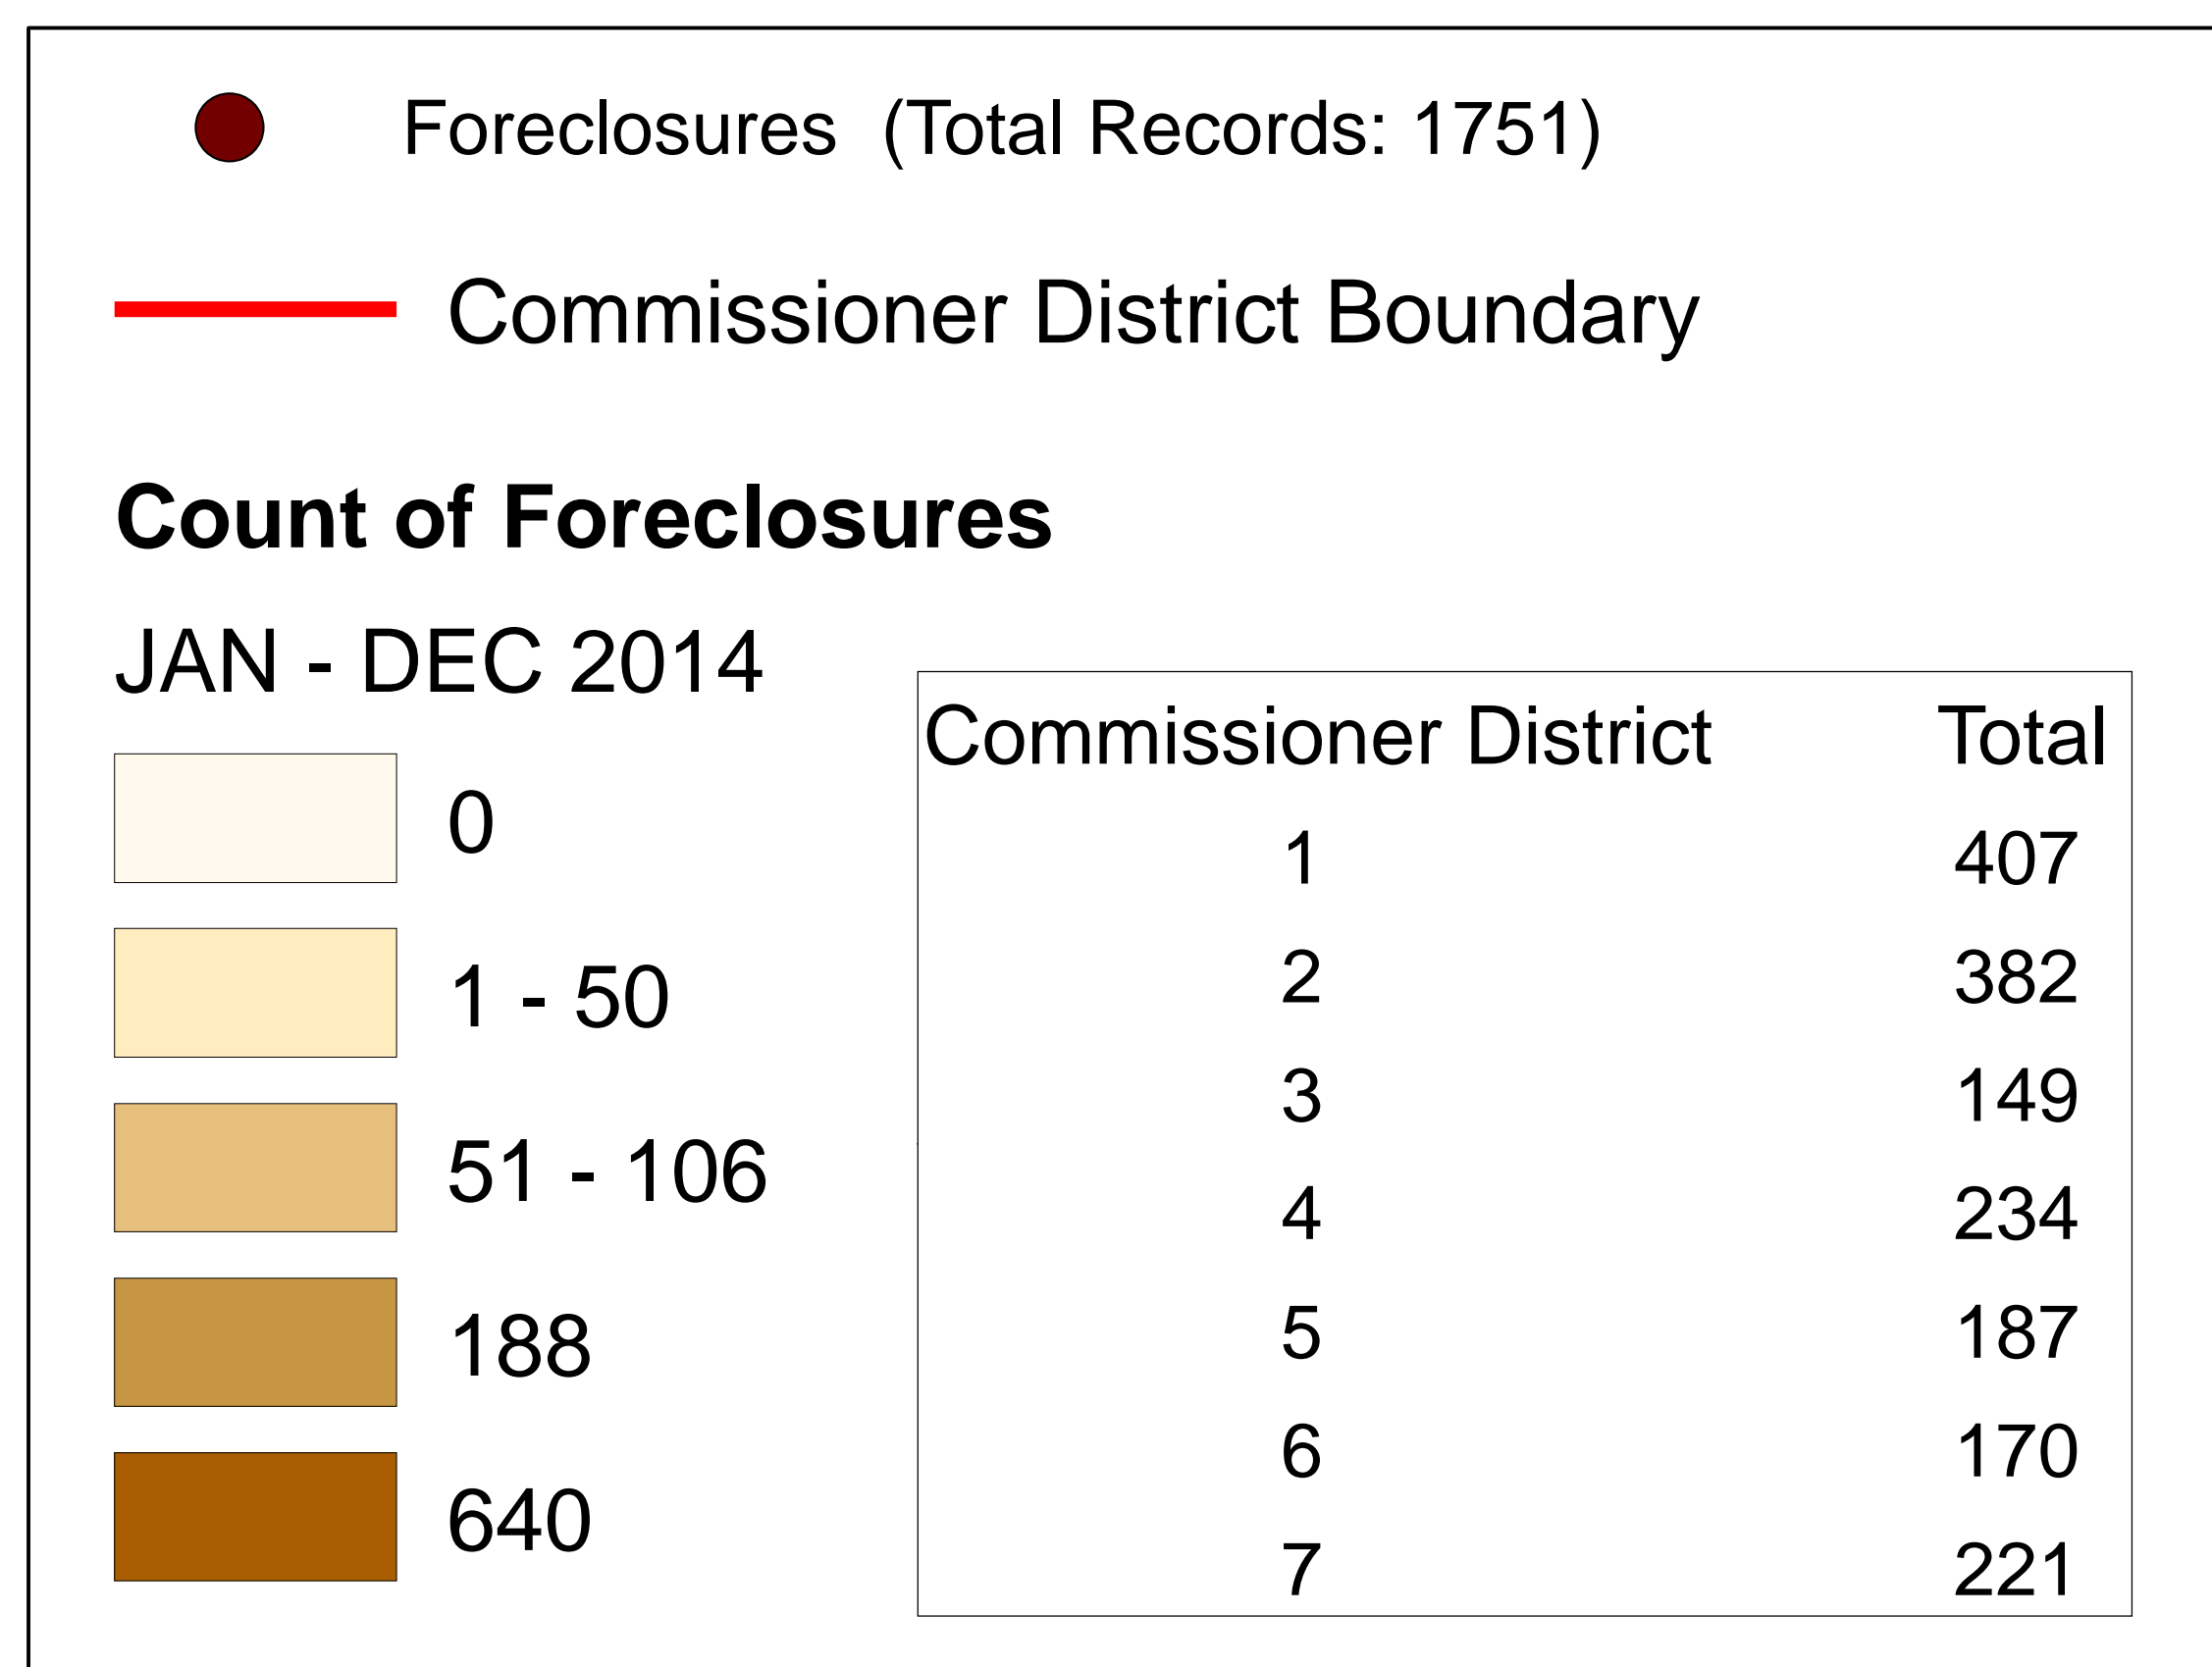 Foreclosures (Total Records: 1751)
Commissioner District Boundary
Count of Foreclosures
JAN - DEC 2014
0
1 - 50
51 - 106
188
640
Commissioner District Total
1 407
2 382
3 149
4 234
5 187
6 170
7 221